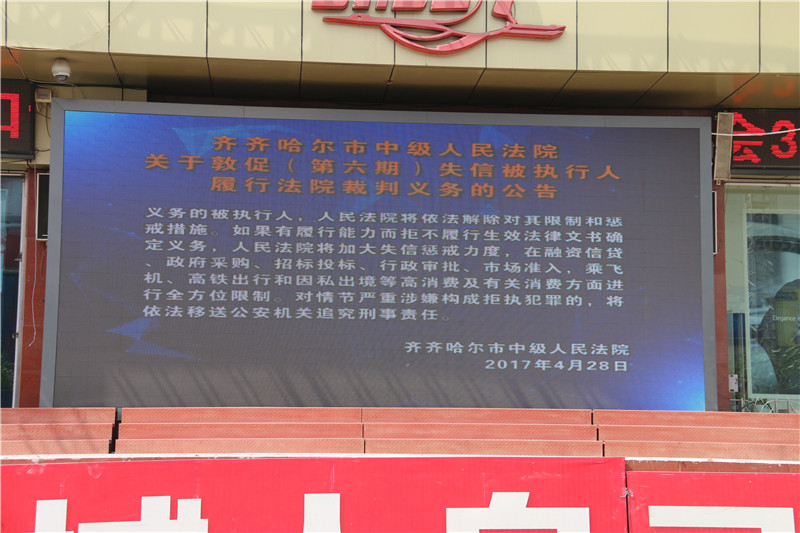 齐齐哈尔市中级人民法院
关于敦促（第六期）失信被执行人
履行法院裁判义务的公告
义务的被执行人，人民法院将依法解除对其限制和惩
戒措施。如果有履行能力而拒不履行生效法律文书确
定义务，人民法院将加大失信惩戒力度，在融资信贷
、政府采购、招标投标、行政审批、市场准入，乘飞
机、高铁出行和因私出境等高消费及有关消费方面进
行全方位限制。对情节严重涉嫌构成拒执犯罪的，将
依法移送公安机关追究刑事责任。
齐齐哈尔市中级人民法院
2017年4月28日
会3
Elegance